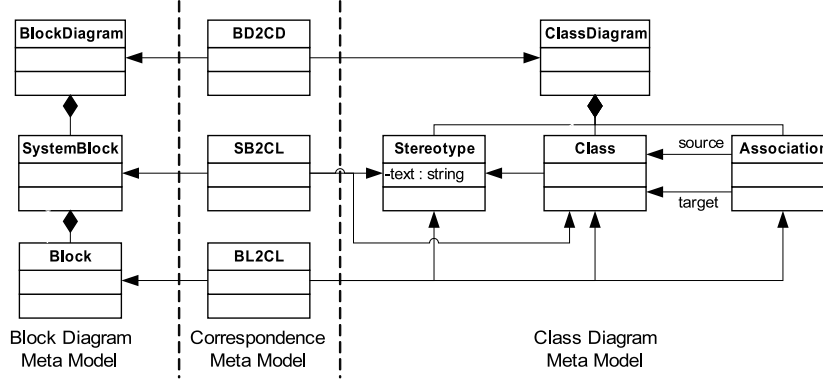 BlockDiagram
BD2CD
ClassDiagram
SystemBlock
SB2CL
Stereotype
-text : string
Class
source
target
Association
Block
BL2CL
Block Diagram
Meta Model
Correspondence
Meta Model
Class Diagram
Meta Model